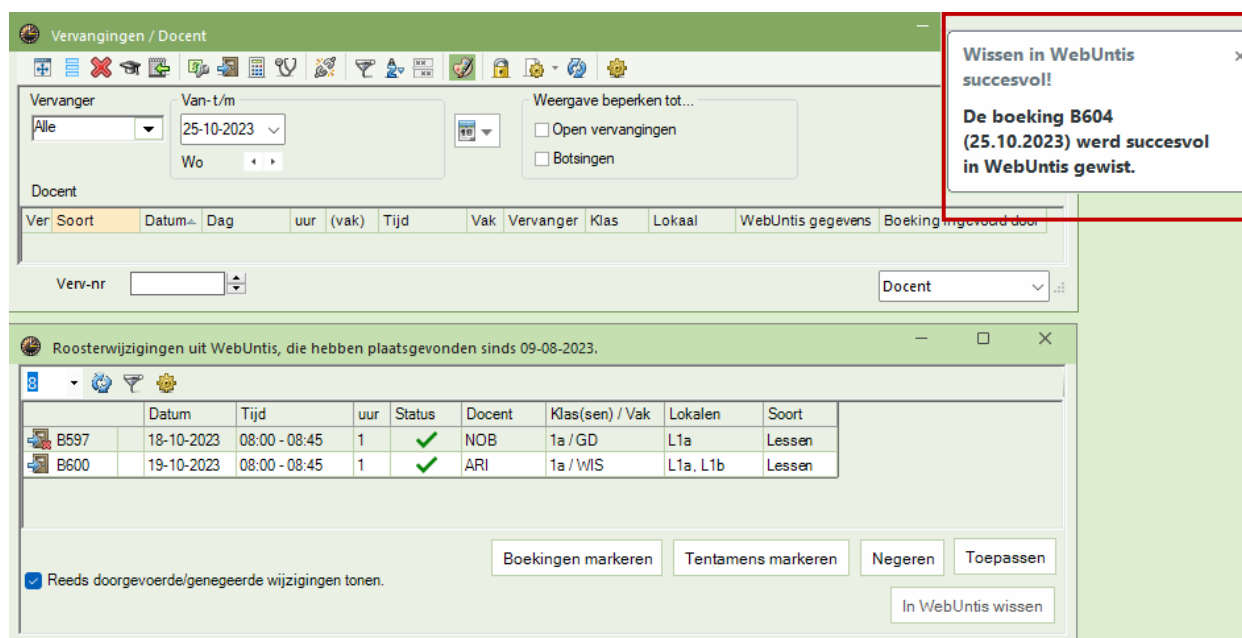 Vervangingen / Docent
Vervanger
Van-t/m
Weergave beperken tot...
Alle
25-10-2023
Open vervangingen
Wo
Botsingen
Docent
Ver Soort Datum Dag uur (vak) Tijd Vak Vervanger Klas Lokaal WebUntis gegevens Boeking ingevoerd door
Verv-nr
Docent
Wissen in WebUntis
succesvol!
De boeking B604
(25.10.2023) werd succesvol
in WebUntis gewist.
Roosterwijzigingen uit WebUntis, die hebben plaatsgevonden sinds 09-08-2023.
8
Datum Tijd uur Status Docent Klas(sen) / Vak Lokalen Soort
B597 18-10-2023 08:00 - 08:45 1 NOB 1a / GD L1a Lessen
B600 19-10-2023 08:00 - 08:45 1 ARI 1a / WIS L1a, L1b Lessen
Boekingen markeren Tentamens markeren Negeren Toepassen
Reeds doorgevoerde/genegeerde wijzigingen tonen.
In WebUntis wissen